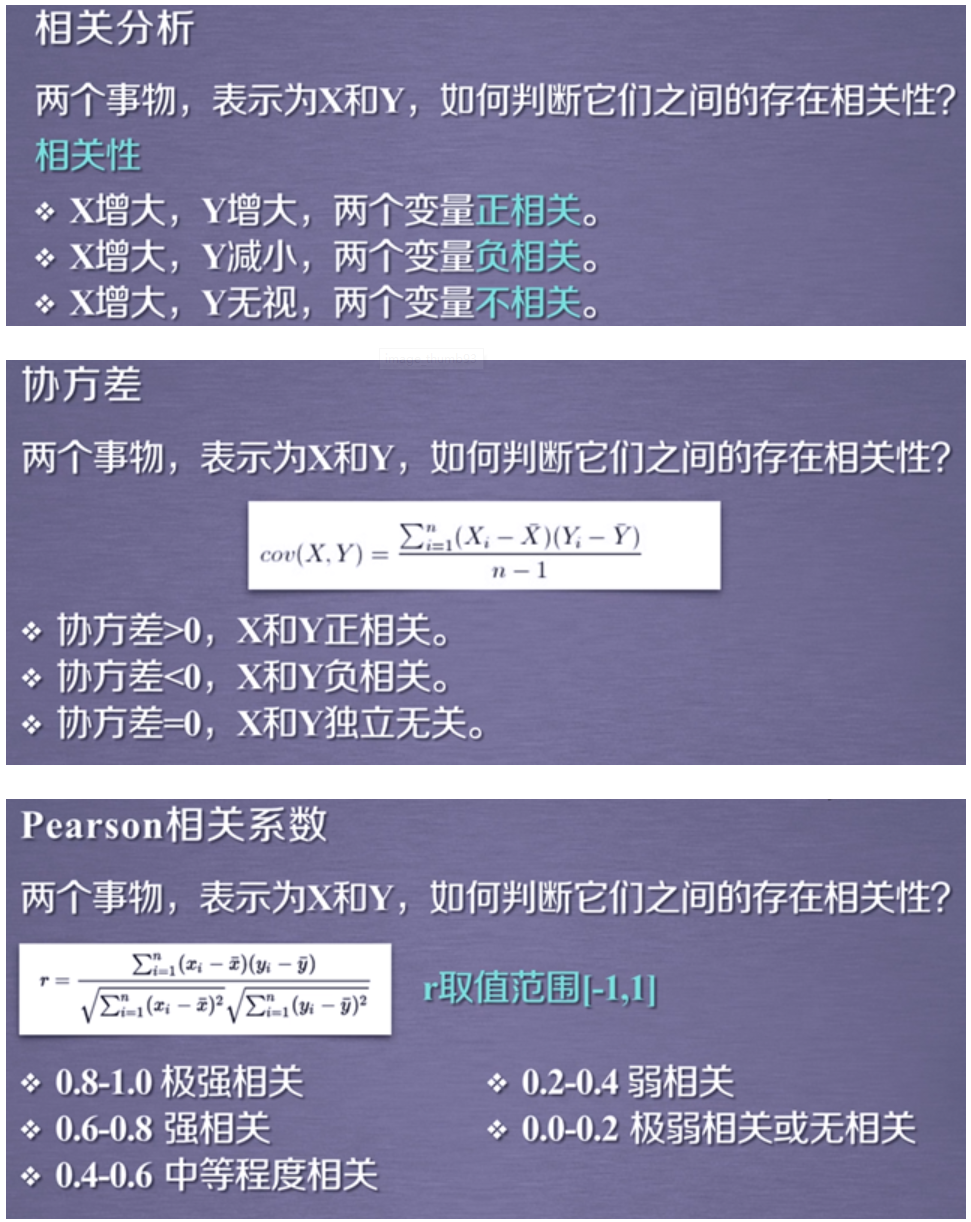 相关分析
两个事物，表示为X和Y，如何判断它们之间的存在相关性？
相关性
❖ X增大，Y增大，两个变量正相关。
❖ X增大，Y减小，两个变量负相关。
❖ X增大，Y无视，两个变量不相关。
协方差
两个事物，表示为X和Y，如何判断它们之间的存在相关性？
cov(X, Y) = \frac{\sum_{i=1}^{n}(X_i - \bar{X})(Y_i - \bar{Y})}{n - 1}
❖ 协方差>0，X和Y正相关。
❖ 协方差<0，X和Y负相关。
❖ 协方差=0，X和Y独立无关。
Pearson相关系数
两个事物，表示为X和Y，如何判断它们之间的存在相关性？
r = \frac{\sum_{i=1}^{n}(x_i - \bar{x})(y_i - \bar{y})}{\sqrt{\sum_{i=1}^{n}(x_i - \bar{x})^2}\sqrt{\sum_{i=1}^{n}(y_i - \bar{y})^2}}
r取值范围[-1,1]
❖ 0.8-1.0 极强相关
❖ 0.6-0.8 强相关
❖ 0.4-0.6 中等程度相关
❖ 0.2-0.4 弱相关
❖ 0.0-0.2 极弱相关或无相关